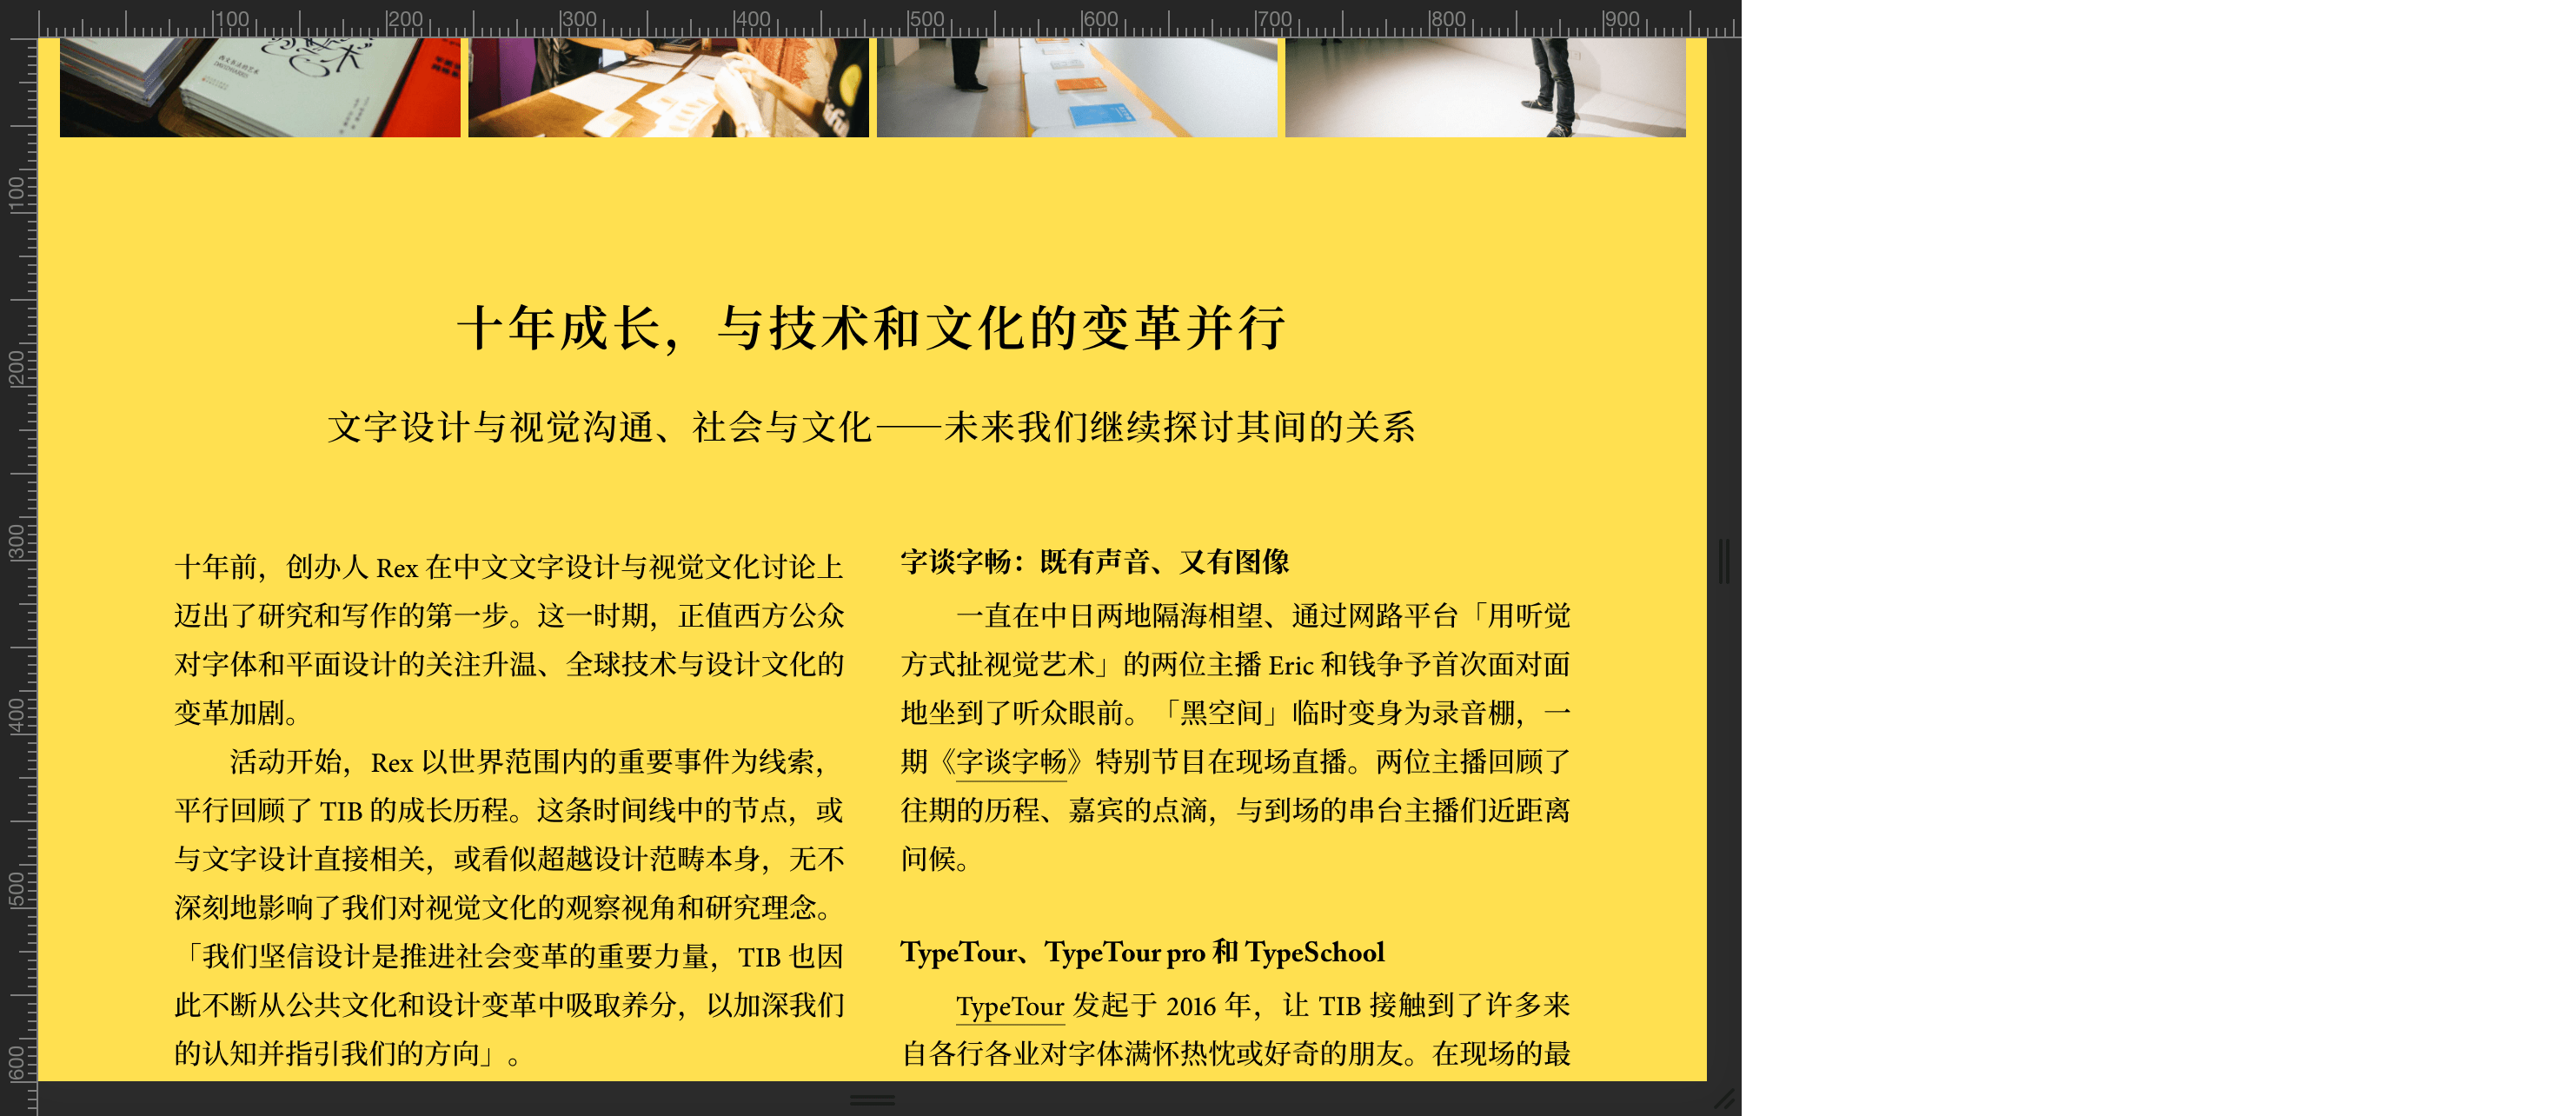 100 200 300 400 500 600 700 800 900
100
200
300
400
500
600
十年成长，与技术和文化的变革并行
文字设计与视觉沟通、社会与文化——未来我们继续探讨其间的关系
十年前，创办人 Rex 在中文文字设计与视觉文化讨论上
迈出了研究和写作的第一步。这一时期，正值西方公众
对字体和平面设计的关注升温、全球技术与设计文化的
变革加剧。
活动开始，Rex 以世界范围内的重要事件为线索，
平行回顾了 TIB 的成长历程。这条时间线中的节点，或
与文字设计直接相关，或看似超越设计范畴本身，无不
深刻地影响了我们对视觉文化的观察视角和研究理念。
「我们坚信设计是推进社会变革的重要力量，TIB 也因
此不断从公共文化和设计变革中吸取养分，以加深我们
的认知并指引我们的方向」。
字谈字畅：既有声音、又有图像
一直在中日两地隔海相望、通过网路平台「用听觉
方式扯视觉艺术」的两位主播 Eric 和钱争予首次面对面
地坐到了听众眼前。「黑空间」临时变身为录音棚，一
期《字谈字畅》特别节目在现场直播。两位主播回顾了
往期的历程、嘉宾的点滴，与到场的串台主播们近距离
问候。
TypeTour、TypeTour pro 和 TypeSchool
TypeTour 发起于 2016 年，让 TIB 接触到了许多来
自各行各业对字体满怀热忱或好奇的朋友。在现场的最